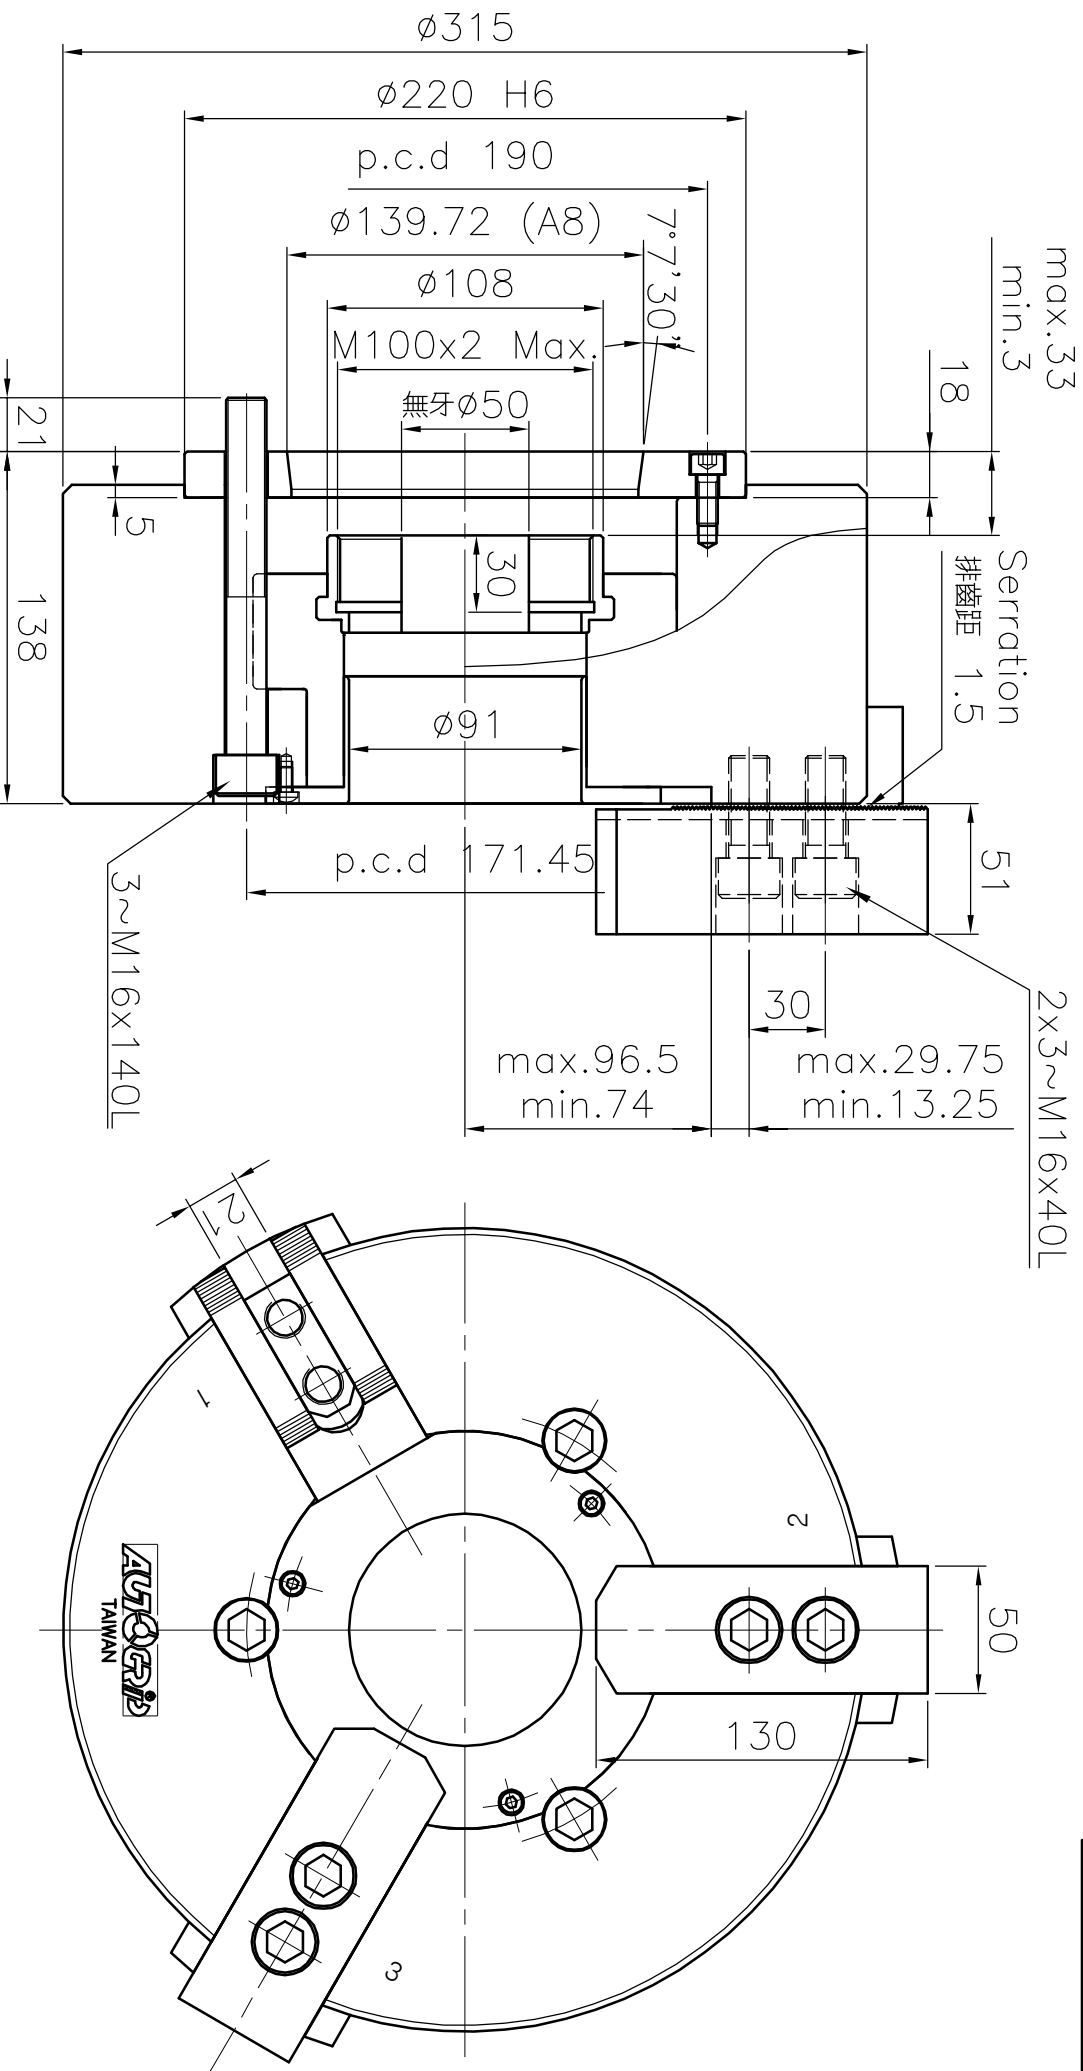 ø315
ø220 H6
p.c.d 190
ø139.72 (A8)
ø108
M100x2 Max.
無牙ø50
7°7'30"
max.33
min.3
18
21
5
138
30
Serration
排齒距 1.5
ø91
51
p.c.d 171.45
3~M16x140L
2x3~M16x40L
30
max.96.5
min.74
max.29.75
min.13.25
21
1
2
50
130
AUTOGRIP®
TAIWAN
3